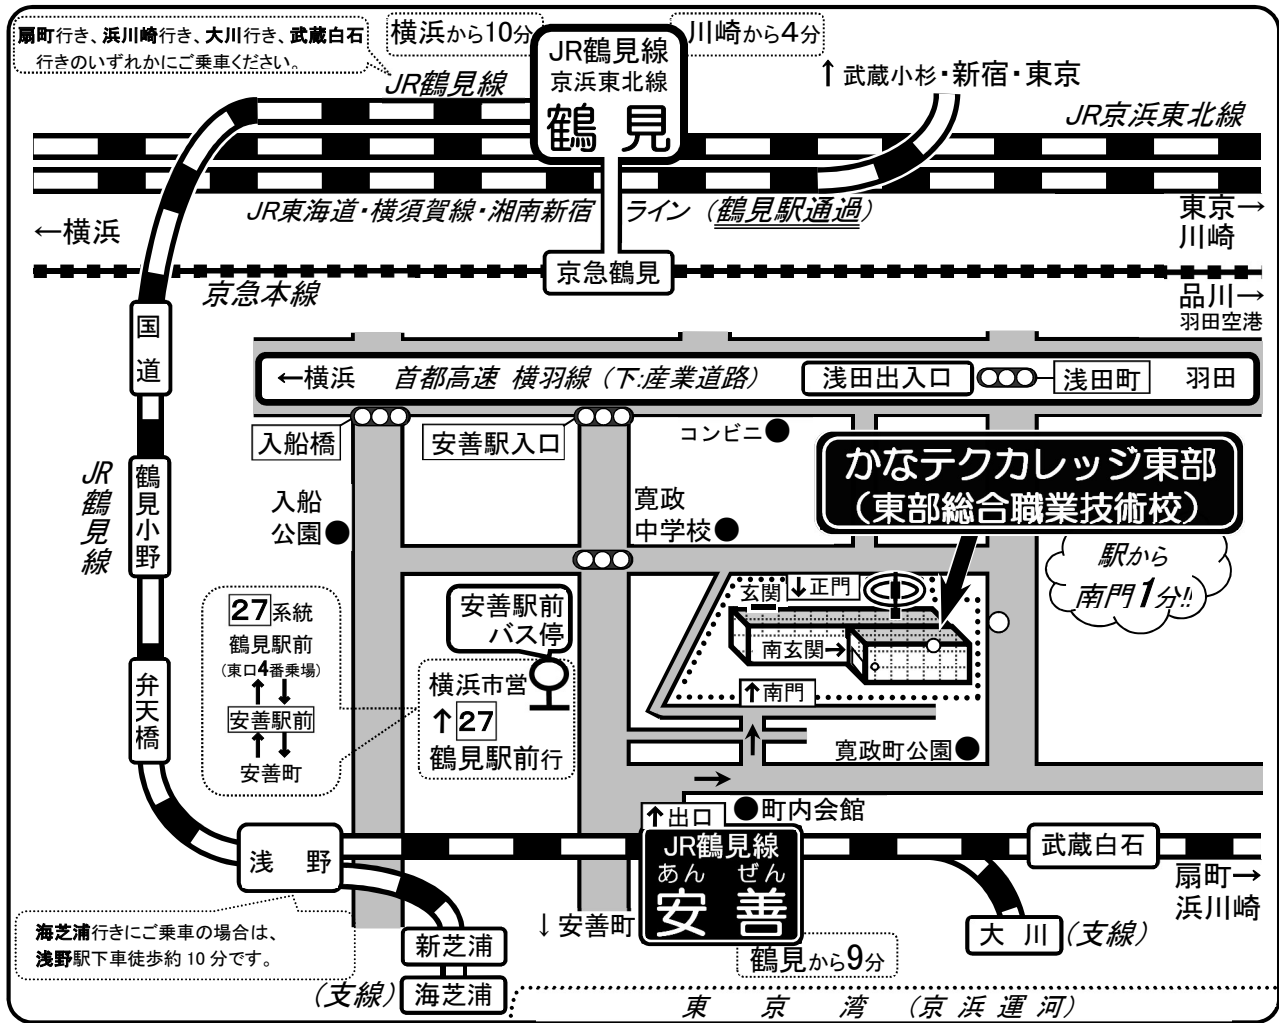 扇町行き、浜川崎行き、大川行き、武蔵白石
行きのいずれかにご乗車ください。
横浜から10分
川崎から4分
JR鶴見線
京浜東北線
鶴見
↑武蔵小杉・新宿・東京
JR鶴見線
JR京浜東北線
JR東海道・横須賀線・湘南新宿ライン（鶴見駅通過）
←横浜
東京→
川崎
京急鶴見
京急本線
品川→
羽田空港
国道
←横浜 首都高速 横羽線（下:産業道路） 浅田出入口 浅田町 羽田
入船橋
安善駅入口
コンビニ
かなテクカレッジ東部
（東部総合職業技術校）
JR鶴見線
鶴見小野
入船
公園
寛政
中学校
駅から
南門1分!!
27系統
鶴見駅前
（東口4番乗場）
↑↓
安善駅前
↑↓
安善町
安善駅前
バス停
玄関
↓正門
南玄関→
↑南門
横浜市営
↑27
鶴見駅前行
弁天橋
↑
寛政町公園
→
町内会館
↑出口
浅野
JR鶴見線
あんぜん
安善
武蔵白石
扇町→
浜川崎
海芝浦行きにご乗車の場合は、
浅野駅下車徒歩約10分です。
新芝浦
↓安善町
大川（支線）
鶴見から9分
（支線）
海芝浦
東京湾（京浜運河）